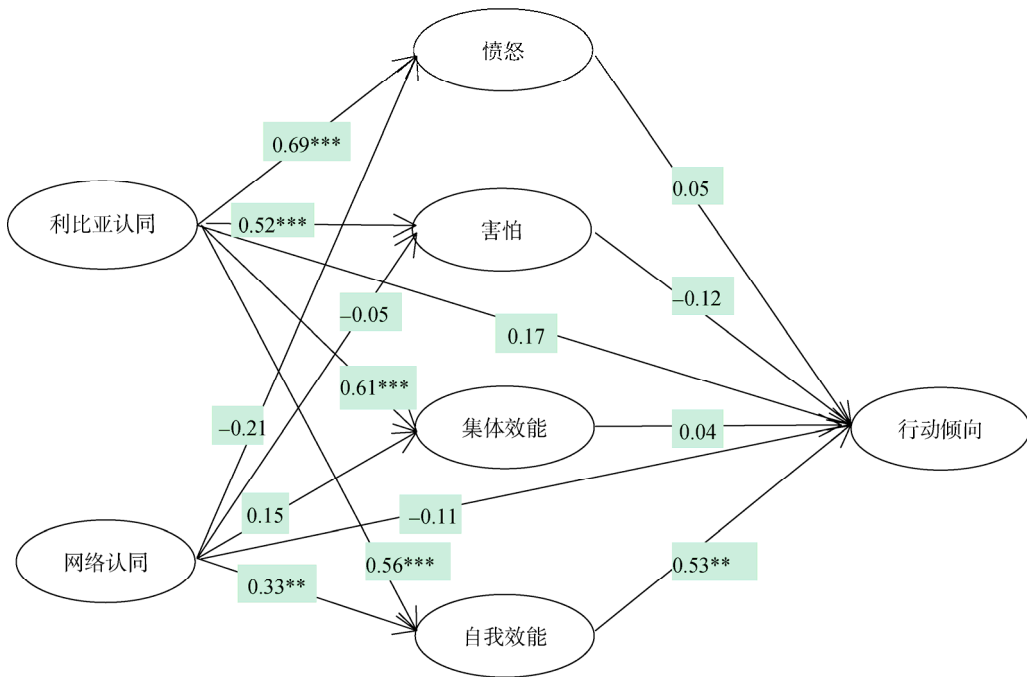 愤怒
0.69***
0.05
利比亚认同
0.52***
害怕
–0.05
–0.12
0.17
0.61***
–0.21
集体效能
0.04
行动倾向
0.15
–0.11
网络认同
0.33**
0.56***
0.53**
自我效能